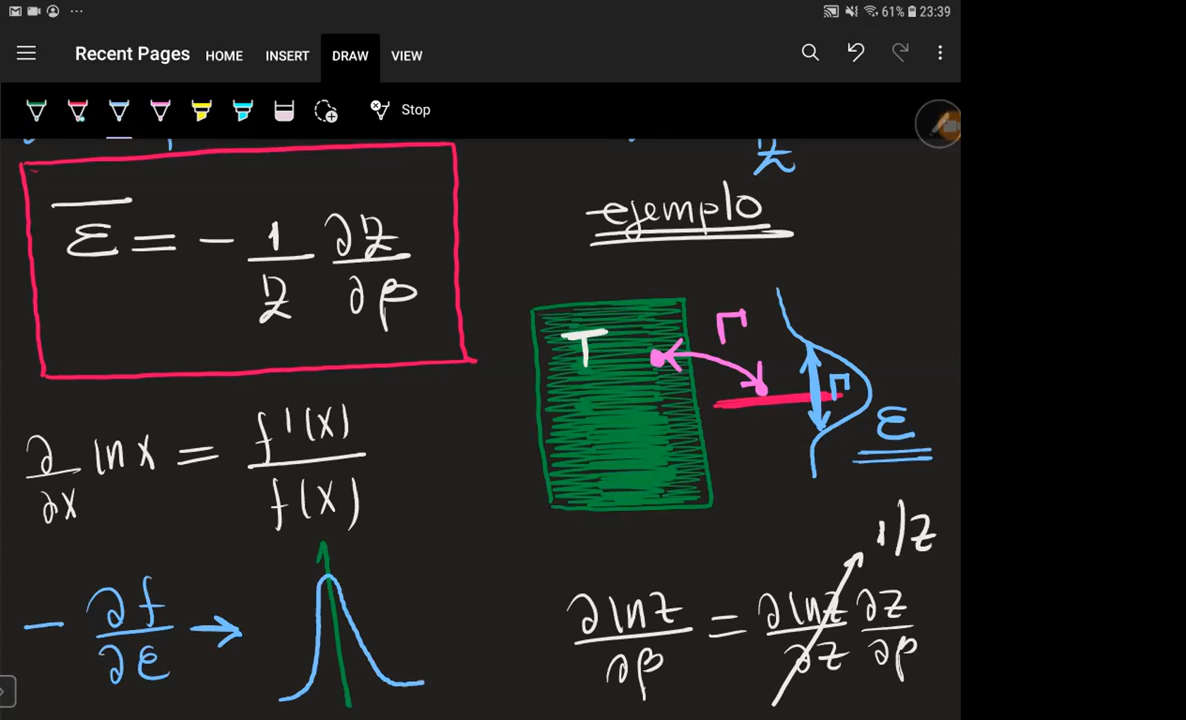 61% 23:39
Recent Pages HOME INSERT DRAW VIEW
Stop
ε̅ = - 1/Z ∂Z/∂β
ejemplo
T Γ Γ
ε
∂/∂x ln x = f'(x)/f(x)
1/Z
- ∂f/∂ε →
∂lnZ/∂β = ∂lnZ/∂Z ∂Z/∂β